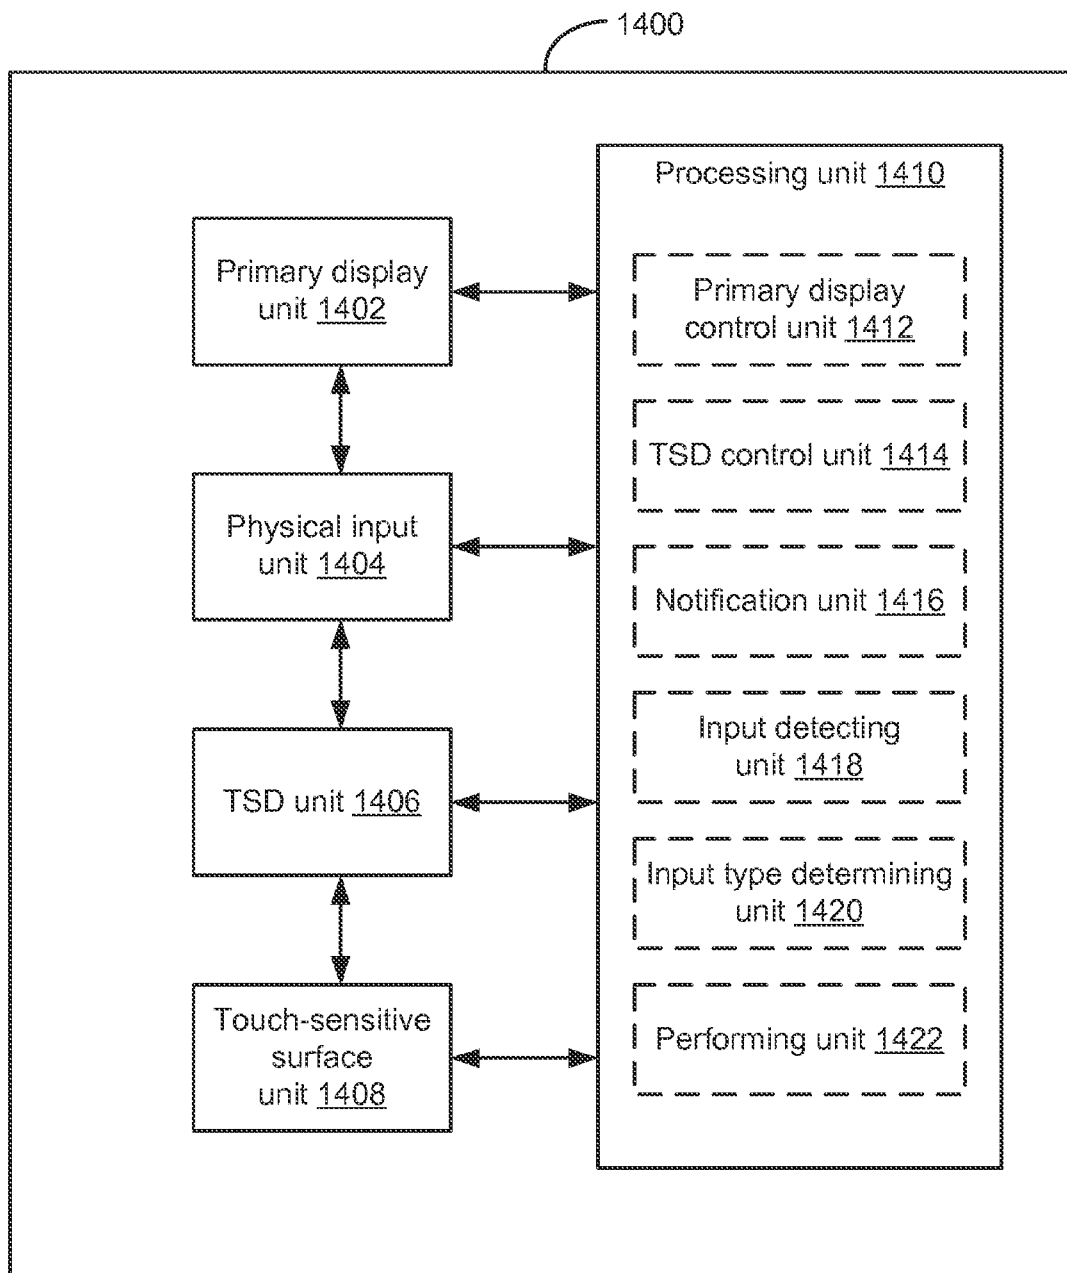 1400
Processing unit 1410
Primary display
unit 1402
Primary display
control unit 1412
TSD control unit 1414
Physical input
unit 1404
Notification unit 1416
Input detecting
unit 1418
TSD unit 1406
Input type determining
unit 1420
Touch-sensitive
surface
unit 1408
Performing unit 1422